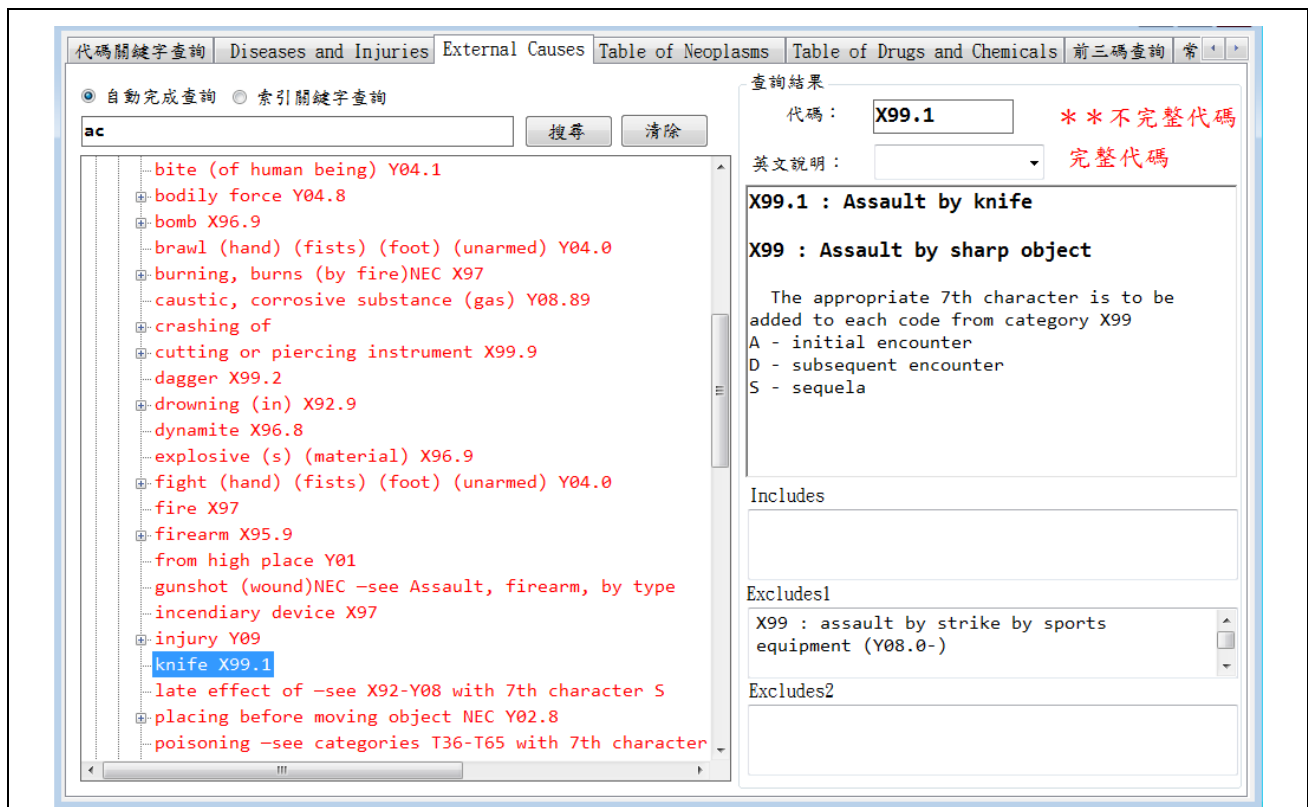 代碼關鍵字查詢 Diseases and Injuries External Causes Table of Neoplasms Table of Drugs and Chemicals 前三碼查詢 常
自動完成查詢 索引關鍵字查詢
ac 搜尋 清除
bite (of human being) Y04.1
bodily force Y04.8
bomb X96.9
brawl (hand) (fists) (foot) (unarmed) Y04.0
burning, burns (by fire)NEC X97
caustic, corrosive substance (gas) Y08.89
crashing of
cutting or piercing instrument X99.9
dagger X99.2
drowning (in) X92.9
dynamite X96.8
explosive (s) (material) X96.9
fight (hand) (fists) (foot) (unarmed) Y04.0
fire X97
firearm X95.9
from high place Y01
gunshot (wound)NEC —see Assault, firearm, by type
incendiary device X97
injury Y09
knife X99.1
late effect of —see X92-Y08 with 7th character S
placing before moving object NEC Y02.8
poisoning —see categories T36-T65 with 7th character
查詢結果
代碼： X99.1 ＊＊不完整代碼
英文說明： 完整代碼
X99.1 : Assault by knife
X99 : Assault by sharp object
The appropriate 7th character is to be
added to each code from category X99
A - initial encounter
D - subsequent encounter
S - sequela
Includes
Excludes1
X99 : assault by strike by sports
equipment (Y08.0-)
Excludes2